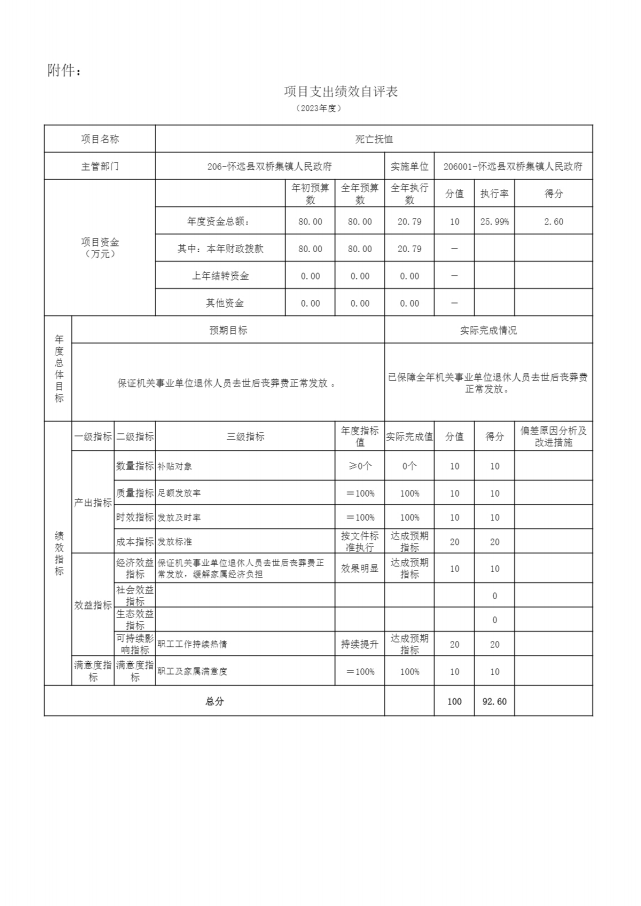 附件：
项目支出绩效自评表
（2023年度）
项目名称 死亡抚恤
主管部门 206-怀远县双桥集镇人民政府 实施单位 206001-怀远县双桥集镇人民政府
项目资金
（万元） 年初预算数 全年预算数 全年执行数 分值 执行率 得分
年度资金总额： 80.00 80.00 20.79 10 25.99% 2.60
其中：本年财政拨款 80.00 80.00 20.79 －
上年结转资金 0.00 0.00 0.00 －
其他资金 0.00 0.00 0.00 －
年度总体目标 预期目标 实际完成情况
保证机关事业单位退休人员去世后丧葬费正常发放 。 已保障全年机关事业单位退休人员去世后丧葬费正常发放。
绩效指标 一级指标 二级指标 三级指标 年度指标值 实际完成值 分值 得分 偏差原因分析及改进措施
产出指标 数量指标 补贴对象 ≥0个 0个 10 10
质量指标 足额发放率 ＝100% 100% 10 10
时效指标 发放及时率 ＝100% 100% 10 10
成本指标 发放标准 按文件标准执行 达成预期指标 20 20
效益指标 经济效益指标 保证机关事业单位退休人员去世后丧葬费正常发放，缓解家属经济负担 效果明显 达成预期指标 10 10
社会效益指标 0
生态效益指标 0
可持续影响指标 职工工作持续热情 持续提升 达成预期指标 20 20
满意度指标 满意度指标 职工及家属满意度 ＝100% 100% 10 10
总分 100 92.60